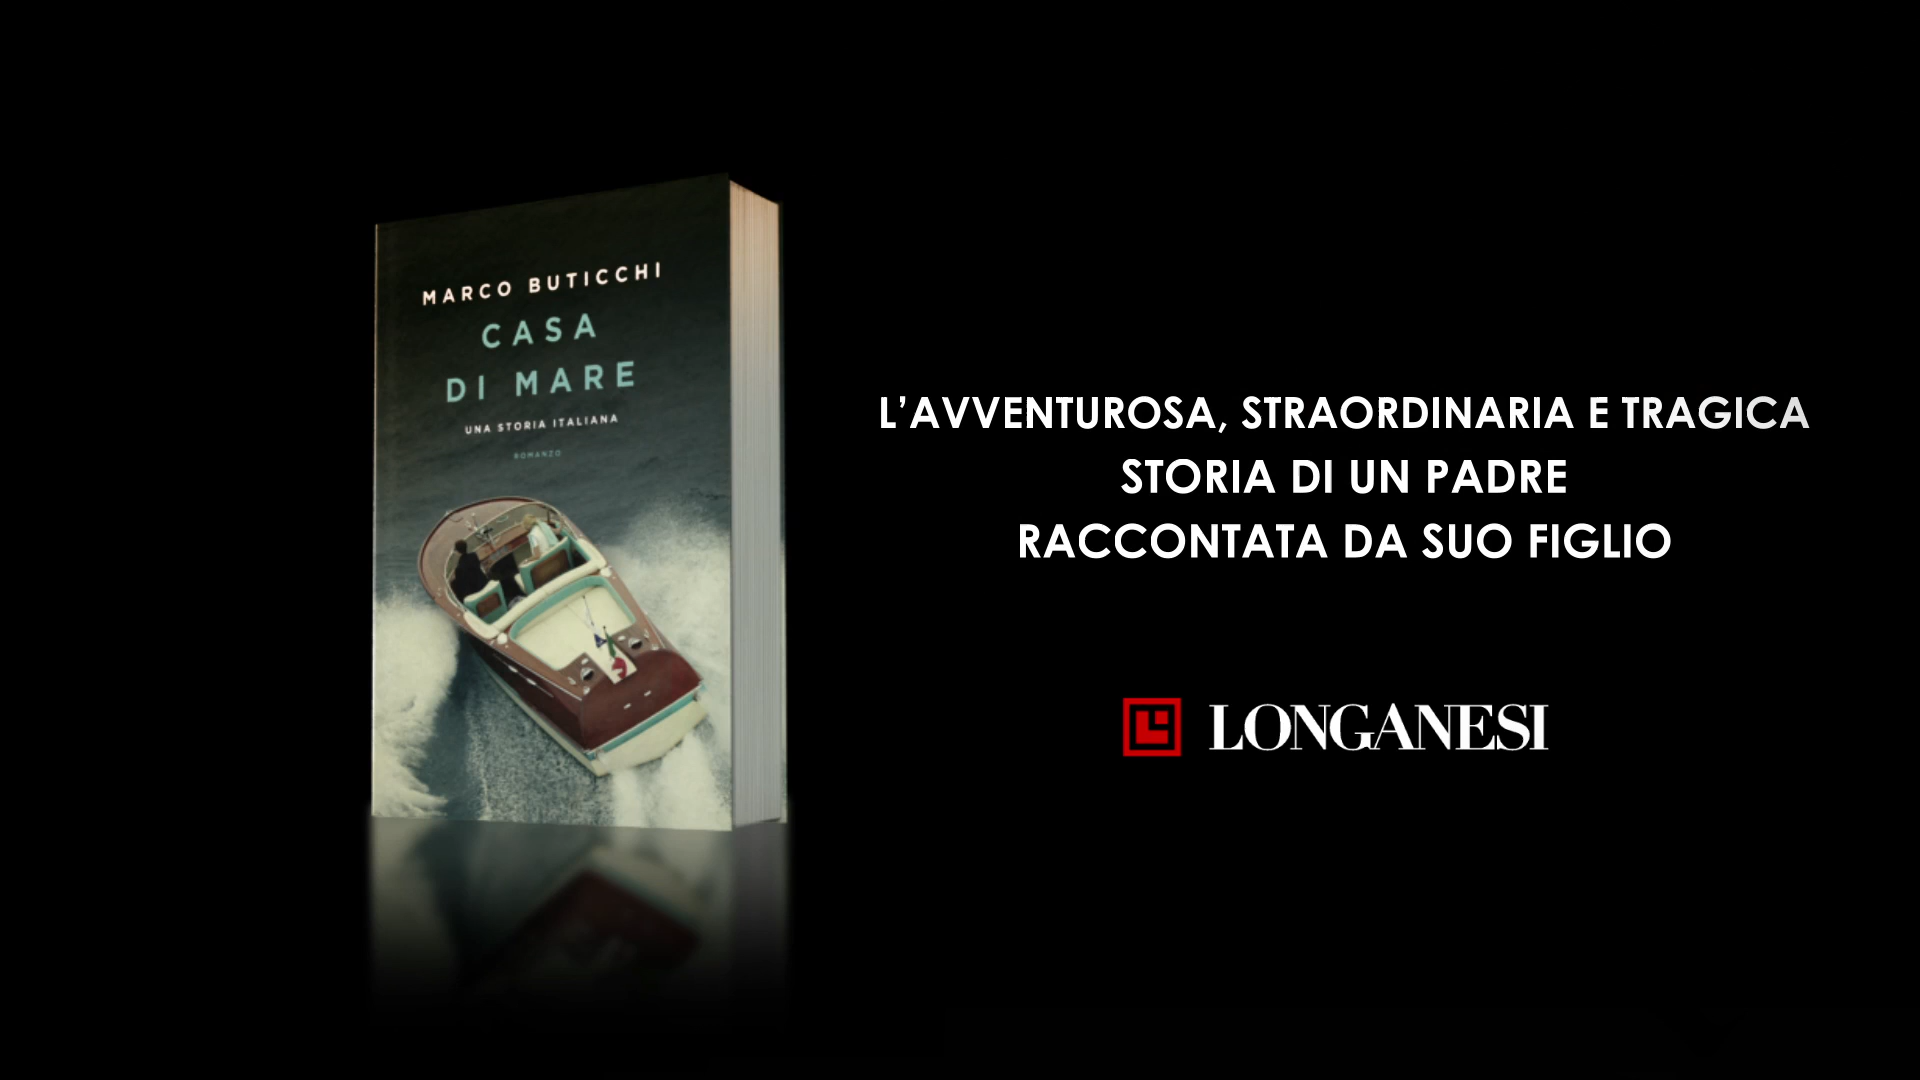 MARCO BUTICCHI
CASA
DI MARE
UNA STORIA ITALIANA
ROMANZO
L’AVVENTUROSA, STRAORDINARIA E TRAGICA
STORIA DI UN PADRE
RACCONTATA DA SUO FIGLIO
LONGANESI